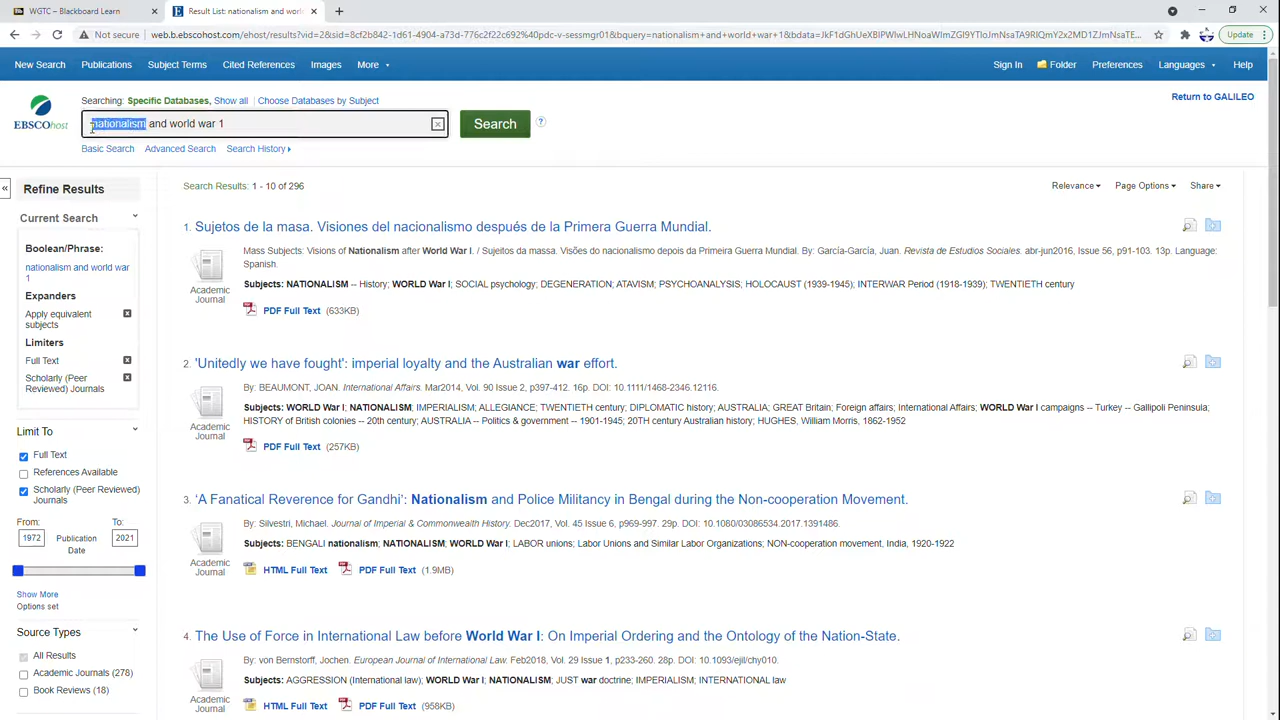 WGTC – Blackboard Learn
Result List: nationalism and worl
Not secure
web.b.ebscohost.com/ehost/results?vid=2&sid=8cf2b842-1d61-4904-a73d-776c2f22c692%40pdc-v-sessmgr01&bquery=nationalism+and+world+war+1&bdata=
Update
New Search
Publications
Subject Terms
Cited References
Images
More
Sign In
Folder
Preferences
Languages
Help
Searching: Specific Databases, Show all | Choose Databases by Subject
Return to GALILEO
EBSCOhost
nationalism and world war 1
Search
Basic Search
Advanced Search
Search History
Refine Results
Current Search
Boolean/Phrase:
nationalism and world war
1
Expanders
Apply equivalent
subjects
Limiters
Full Text
Scholarly (Peer
Reviewed) Journals
Limit To
Full Text
References Available
Scholarly (Peer Reviewed)
Journals
From:
To:
1972
Publication
Date
2021
Show More
Options set
Source Types
All Results
Academic Journals (278)
Book Reviews (18)
Search Results: 1 - 10 of 296
Relevance
Page Options
Share
1. Sujetos de la masa. Visiones del nacionalismo después de la Primera Guerra Mundial.
Mass Subjects: Visions of Nationalism after World War I. / Sujeitos da massa. Visões do nacionalismo depois da Primeira Guerra Mundial. By: García-García, Juan. Revista de Estudios Sociales. abr-jun2016, Issue 56, p91-103. 13p. Language:
Spanish.
Academic
Journal
Subjects: NATIONALISM -- History; WORLD War I; SOCIAL psychology; DEGENERATION; ATAVISM; PSYCHOANALYSIS; HOLOCAUST (1939-1945); INTERWAR Period (1918-1939); TWENTIETH century
PDF Full Text (633KB)
2. 'Unitedly we have fought': imperial loyalty and the Australian war effort.
By: BEAUMONT, JOAN. International Affairs. Mar2014, Vol. 90 Issue 2, p397-412. 16p. DOI: 10.1111/1468-2346.12116.
Academic
Journal
Subjects: WORLD War I; NATIONALISM; IMPERIALISM; ALLEGIANCE; TWENTIETH century; DIPLOMATIC history; AUSTRALIA; GREAT Britain; Foreign affairs; International Affairs; WORLD War I campaigns -- Turkey -- Gallipoli Peninsula;
HISTORY of British colonies -- 20th century; AUSTRALIA -- Politics & government -- 1901-1945; 20TH century Australian history; HUGHES, William Morris, 1862-1952
PDF Full Text (257KB)
3. 'A Fanatical Reverence for Gandhi': Nationalism and Police Militancy in Bengal during the Non-cooperation Movement.
By: Silvestri, Michael. Journal of Imperial & Commonwealth History. Dec2017, Vol. 45 Issue 6, p969-997. 29p. DOI: 10.1080/03086534.2017.1391486.
Academic
Journal
Subjects: BENGALI nationalism; NATIONALISM; WORLD War I; LABOR unions; Labor Unions and Similar Labor Organizations; NON-cooperation movement, India, 1920-1922
HTML Full Text
PDF Full Text (1.9MB)
4. The Use of Force in International Law before World War I: On Imperial Ordering and the Ontology of the Nation-State.
By: von Bernstorff, Jochen. European Journal of International Law. Feb2018, Vol. 29 Issue 1, p233-260. 28p. DOI: 10.1093/ejil/chy010.
Academic
Journal
Subjects: AGGRESSION (International law); WORLD War I; NATIONALISM; JUST war doctrine; IMPERIALISM; INTERNATIONAL law
HTML Full Text
PDF Full Text (958KB)